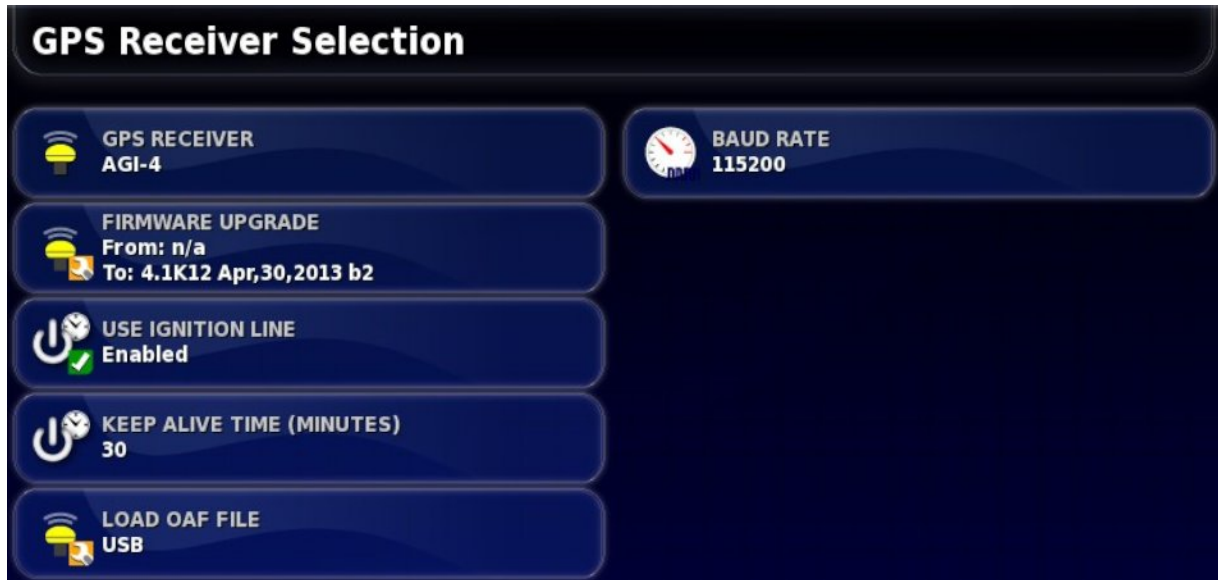 GPS Receiver Selection
GPS RECEIVER
AGI-4
BAUD RATE
115200
FIRMWARE UPGRADE
From: n/a
To: 4.1K12 Apr,30,2013 b2
USE IGNITION LINE
Enabled
KEEP ALIVE TIME (MINUTES)
30
LOAD OAF FILE
USB